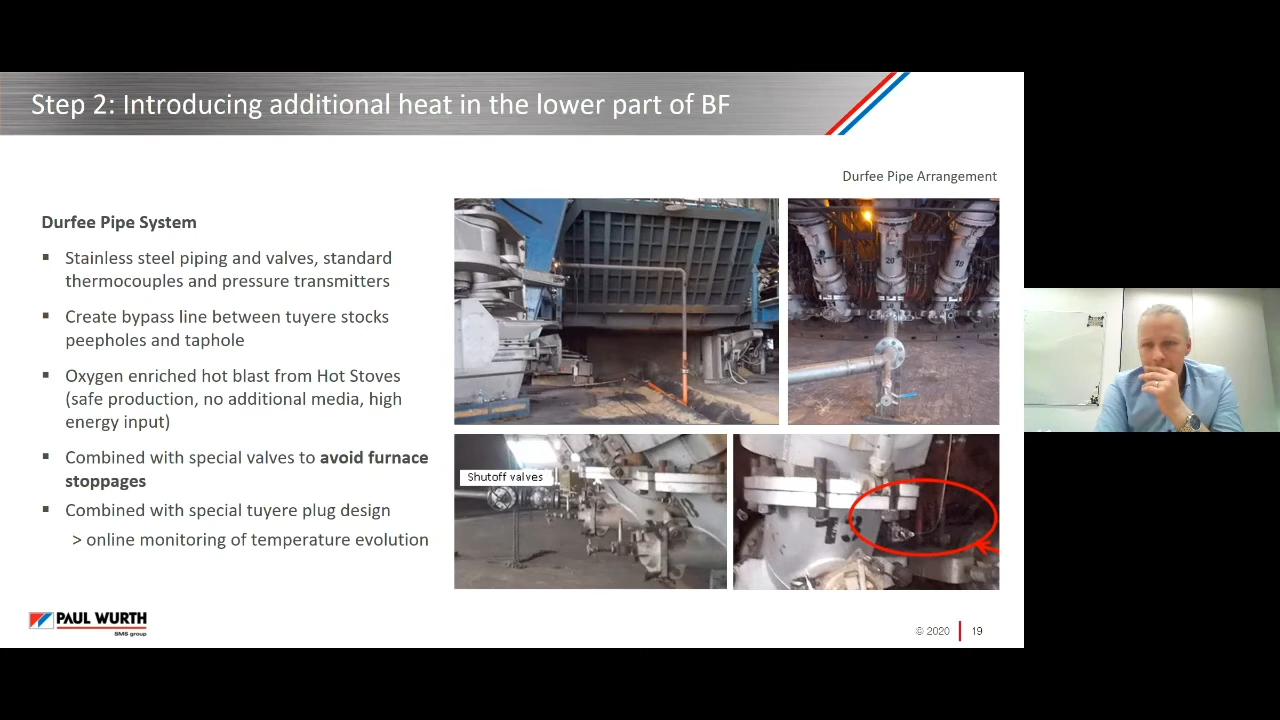 Step 2: Introducing additional heat in the lower part of BF
Durfee Pipe Arrangement
Durfee Pipe System
Stainless steel piping and valves, standard
thermocouples and pressure transmitters
Create bypass line between tuyere stocks
peepholes and taphole
Oxygen enriched hot blast from Hot Stoves
(safe production, no additional media, high
energy input)
Combined with special valves to avoid furnace
stoppages
Combined with special tuyere plug design
> online monitoring of temperature evolution
21
20
19
Shutoff valves
PAUL WURTH
SMS group
© 2020
19